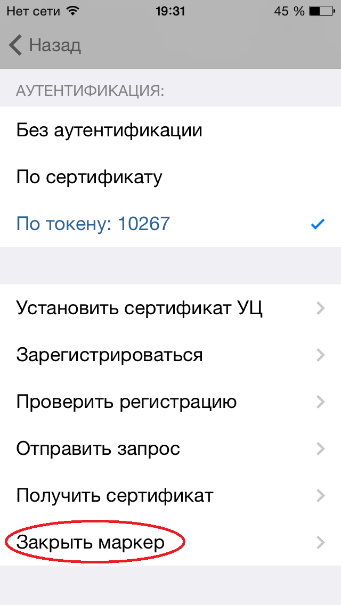 Нет сети 19:31 45 %
Назад
АУТЕНТИФИКАЦИЯ:
Без аутентификации
По сертификату
По токену: 10267
Установить сертификат УЦ
Зарегистрироваться
Проверить регистрацию
Отправить запрос
Получить сертификат
Закрыть маркер